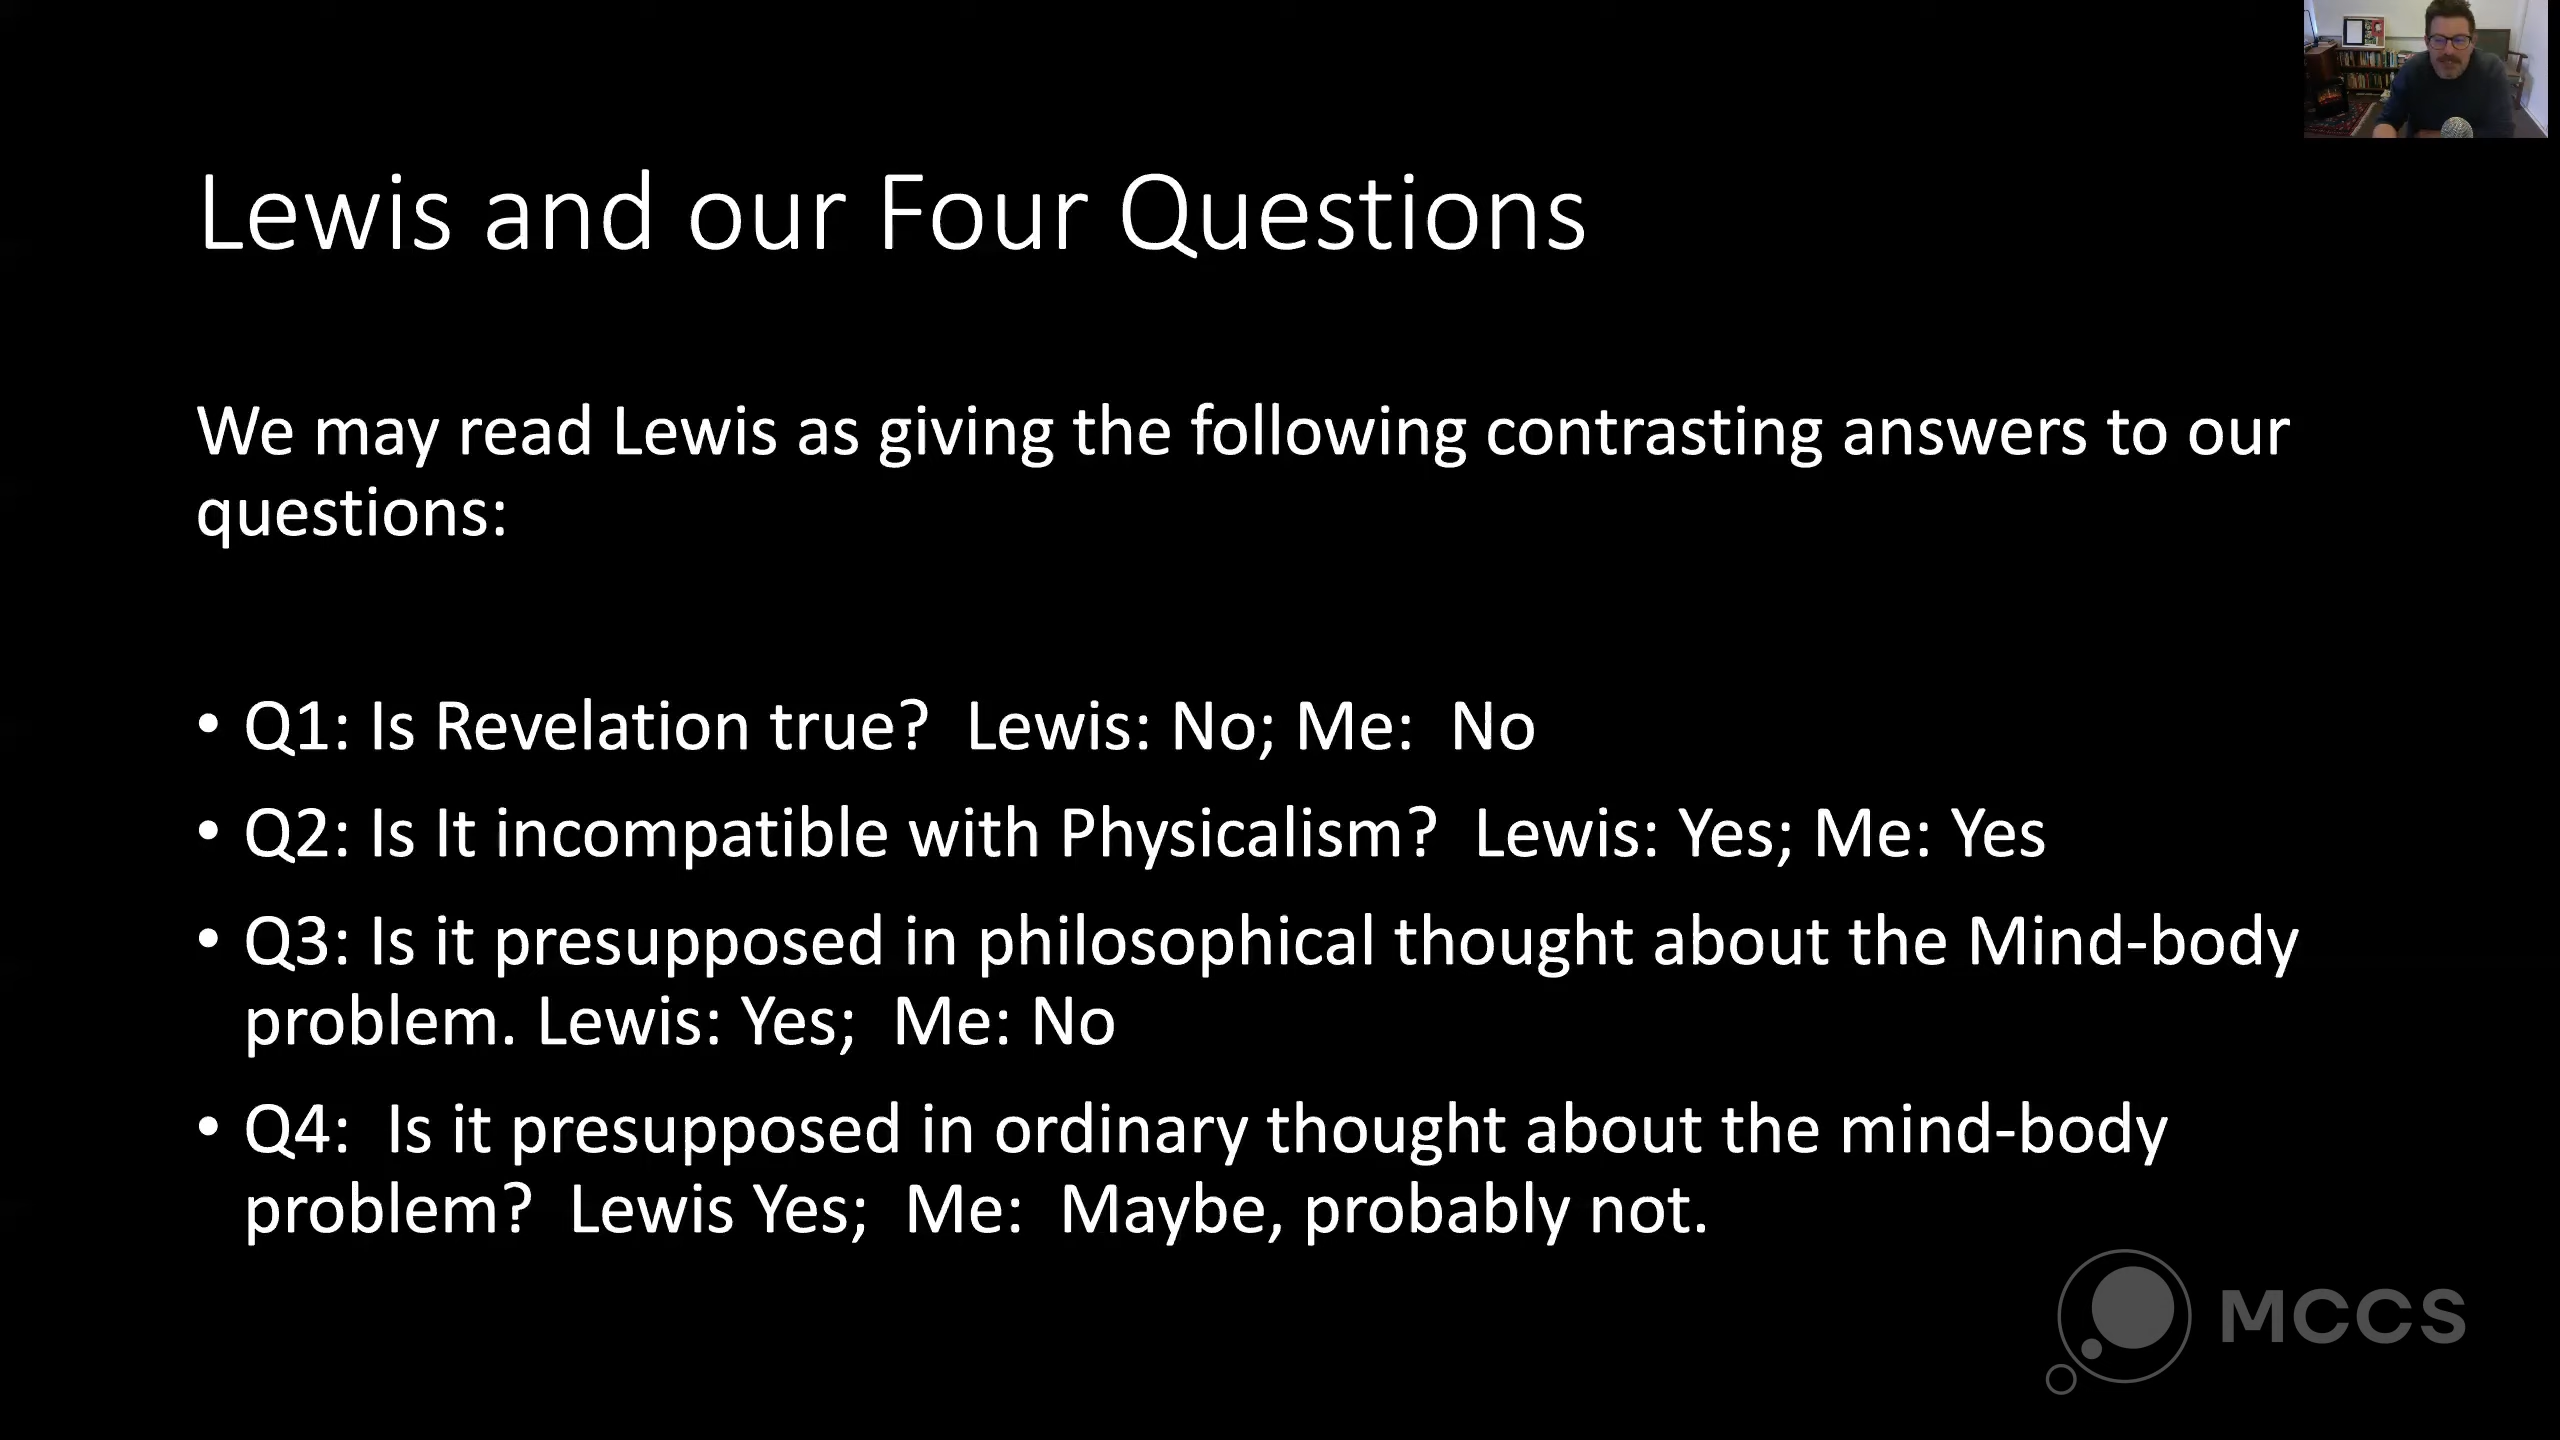 Lewis and our Four Questions
We may read Lewis as giving the following contrasting answers to our
questions:
• Q1: Is Revelation true?  Lewis: No; Me:  No
• Q2: Is It incompatible with Physicalism?  Lewis: Yes; Me: Yes
• Q3: Is it presupposed in philosophical thought about the Mind-body
problem. Lewis: Yes;  Me: No
• Q4:  Is it presupposed in ordinary thought about the mind-body
problem?  Lewis Yes;  Me:  Maybe, probably not.
MCCS